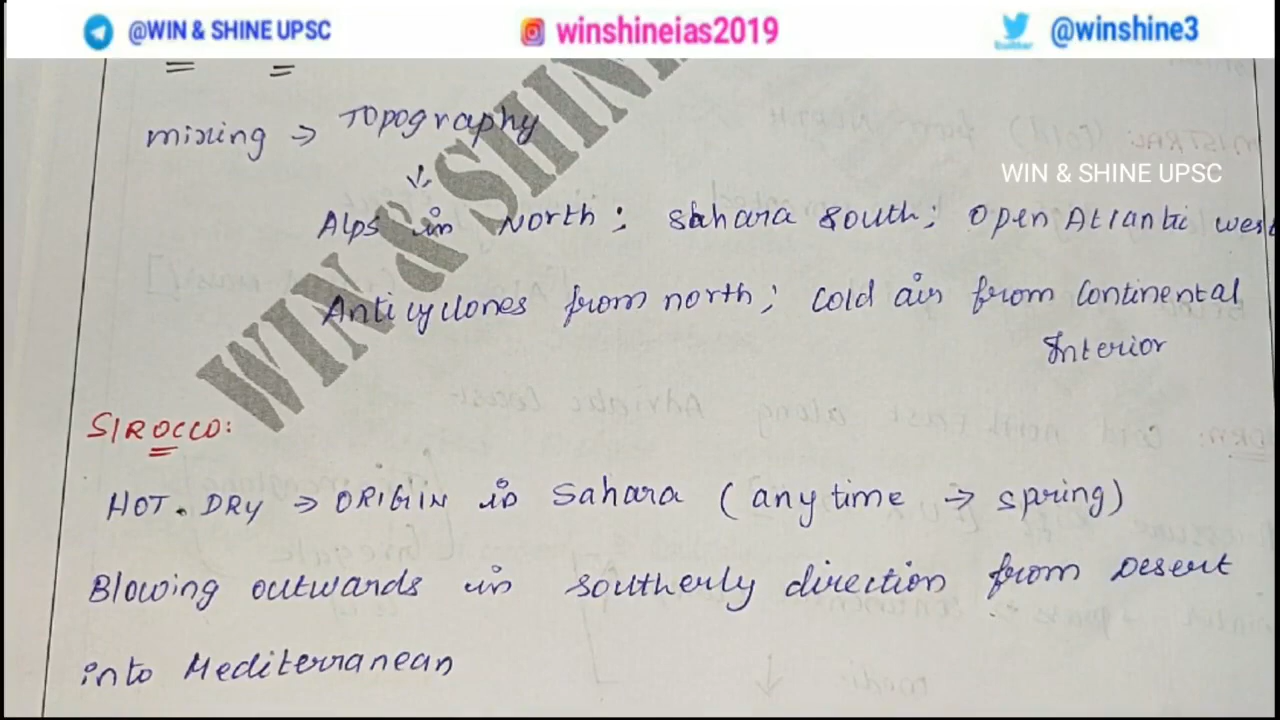 @WIN & SHINE UPSC
winshineias2019
@winshine3
WIN & SHINE UPSC
WIN & SHINE
mixing → Topography
Alps in North; Sahara south; Open Atlantic west
Anticyclones from north; cold air from continental
Interior
SIROCCO:
HOT. DRY → ORIGIN in Sahara (any time → spring)
Blowing outwards in southerly direction from Desert
into Mediterranean